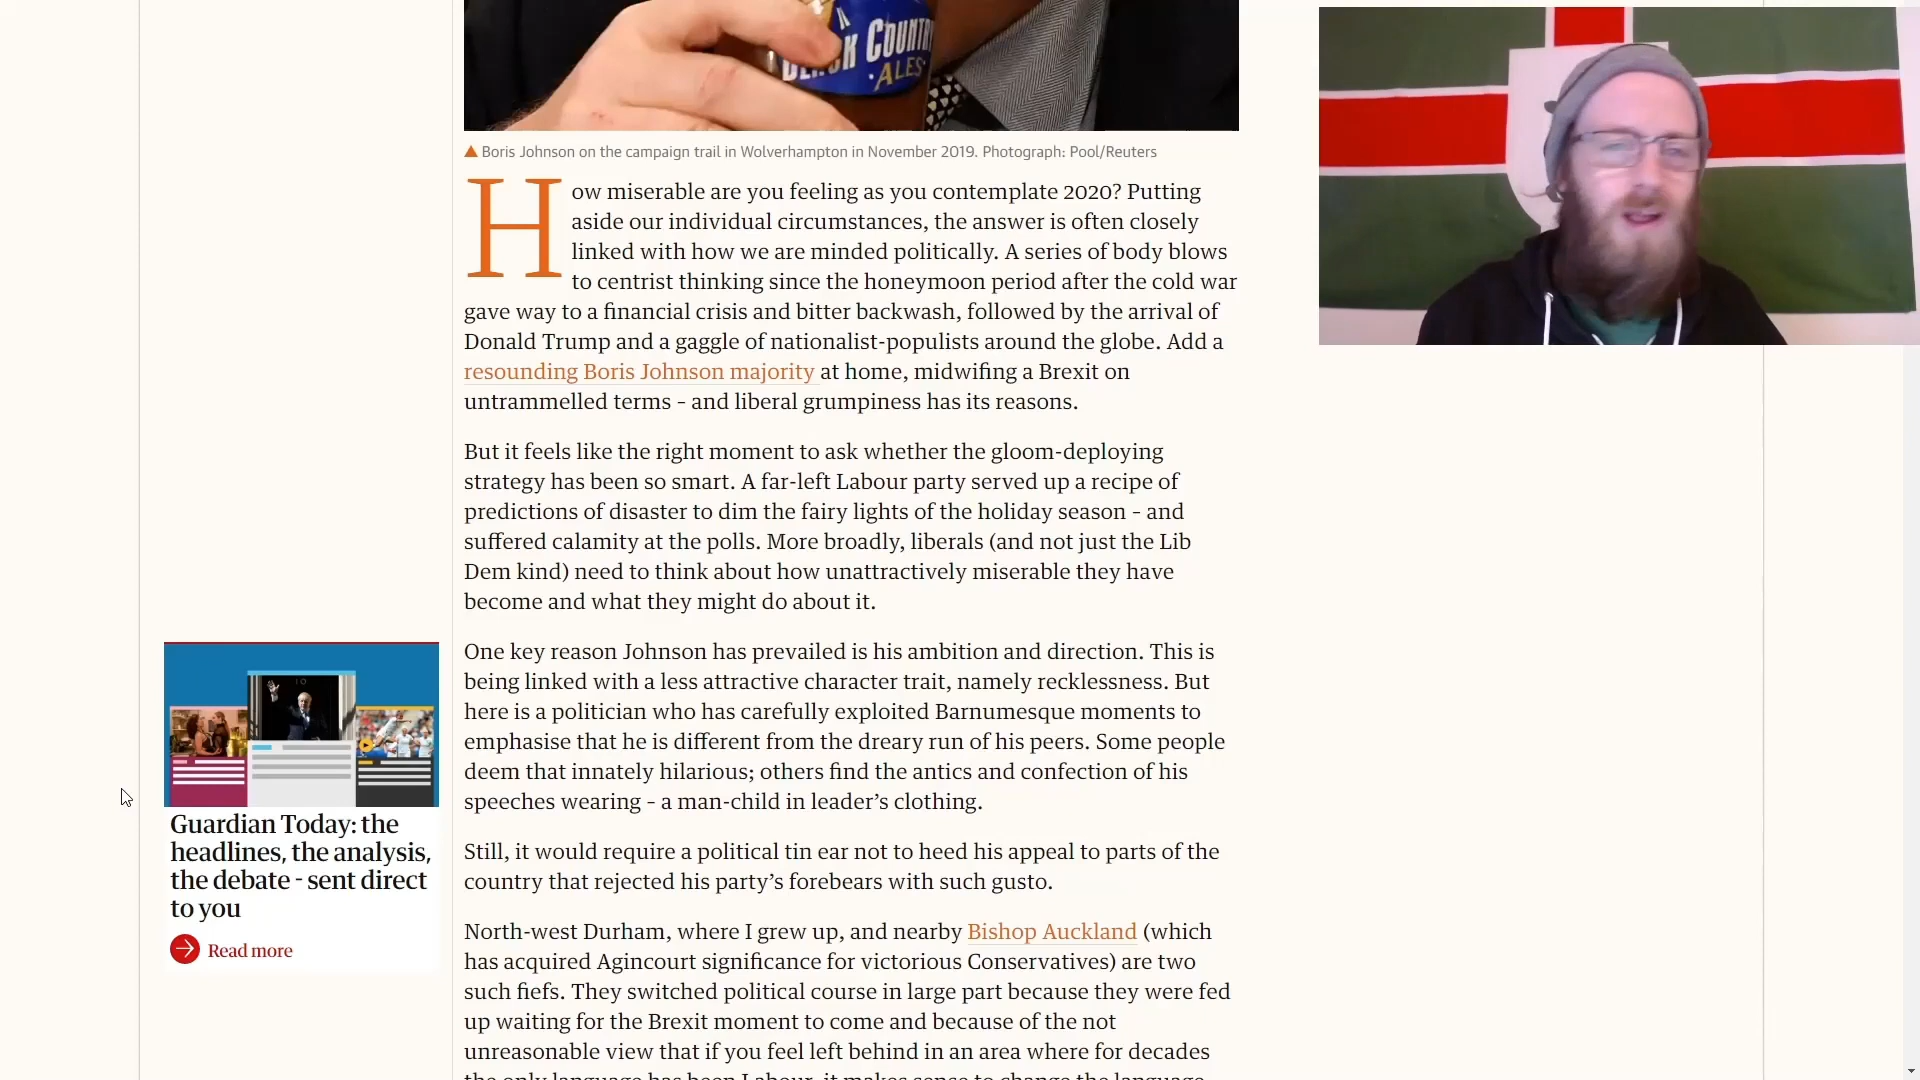 BLACK COUNTRY
ALES
Boris Johnson on the campaign trail in Wolverhampton in November 2019. Photograph: Pool/Reuters
How miserable are you feeling as you contemplate 2020? Putting
aside our individual circumstances, the answer is often closely
linked with how we are minded politically. A series of body blows
to centrist thinking since the honeymoon period after the cold war
gave way to a financial crisis and bitter backwash, followed by the arrival of
Donald Trump and a gaggle of nationalist-populists around the globe. Add a
resounding Boris Johnson majority at home, midwifing a Brexit on
untrammelled terms – and liberal grumpiness has its reasons.
But it feels like the right moment to ask whether the gloom-deploying
strategy has been so smart. A far-left Labour party served up a recipe of
predictions of disaster to dim the fairy lights of the holiday season – and
suffered calamity at the polls. More broadly, liberals (and not just the Lib
Dem kind) need to think about how unattractively miserable they have
become and what they might do about it.
One key reason Johnson has prevailed is his ambition and direction. This is
being linked with a less attractive character trait, namely recklessness. But
here is a politician who has carefully exploited Barnumesque moments to
emphasise that he is different from the dreary run of his peers. Some people
deem that innately hilarious; others find the antics and confection of his
speeches wearing – a man-child in leader’s clothing.
Still, it would require a political tin ear not to heed his appeal to parts of the
country that rejected his party’s forebears with such gusto.
North-west Durham, where I grew up, and nearby Bishop Auckland (which
has acquired Agincourt significance for victorious Conservatives) are two
such fiefs. They switched political course in large part because they were fed
up waiting for the Brexit moment to come and because of the not
unreasonable view that if you feel left behind in an area where for decades
the only language has been Labour, it makes sense to change the language
10
Guardian Today: the
headlines, the analysis,
the debate - sent direct
to you
Read more